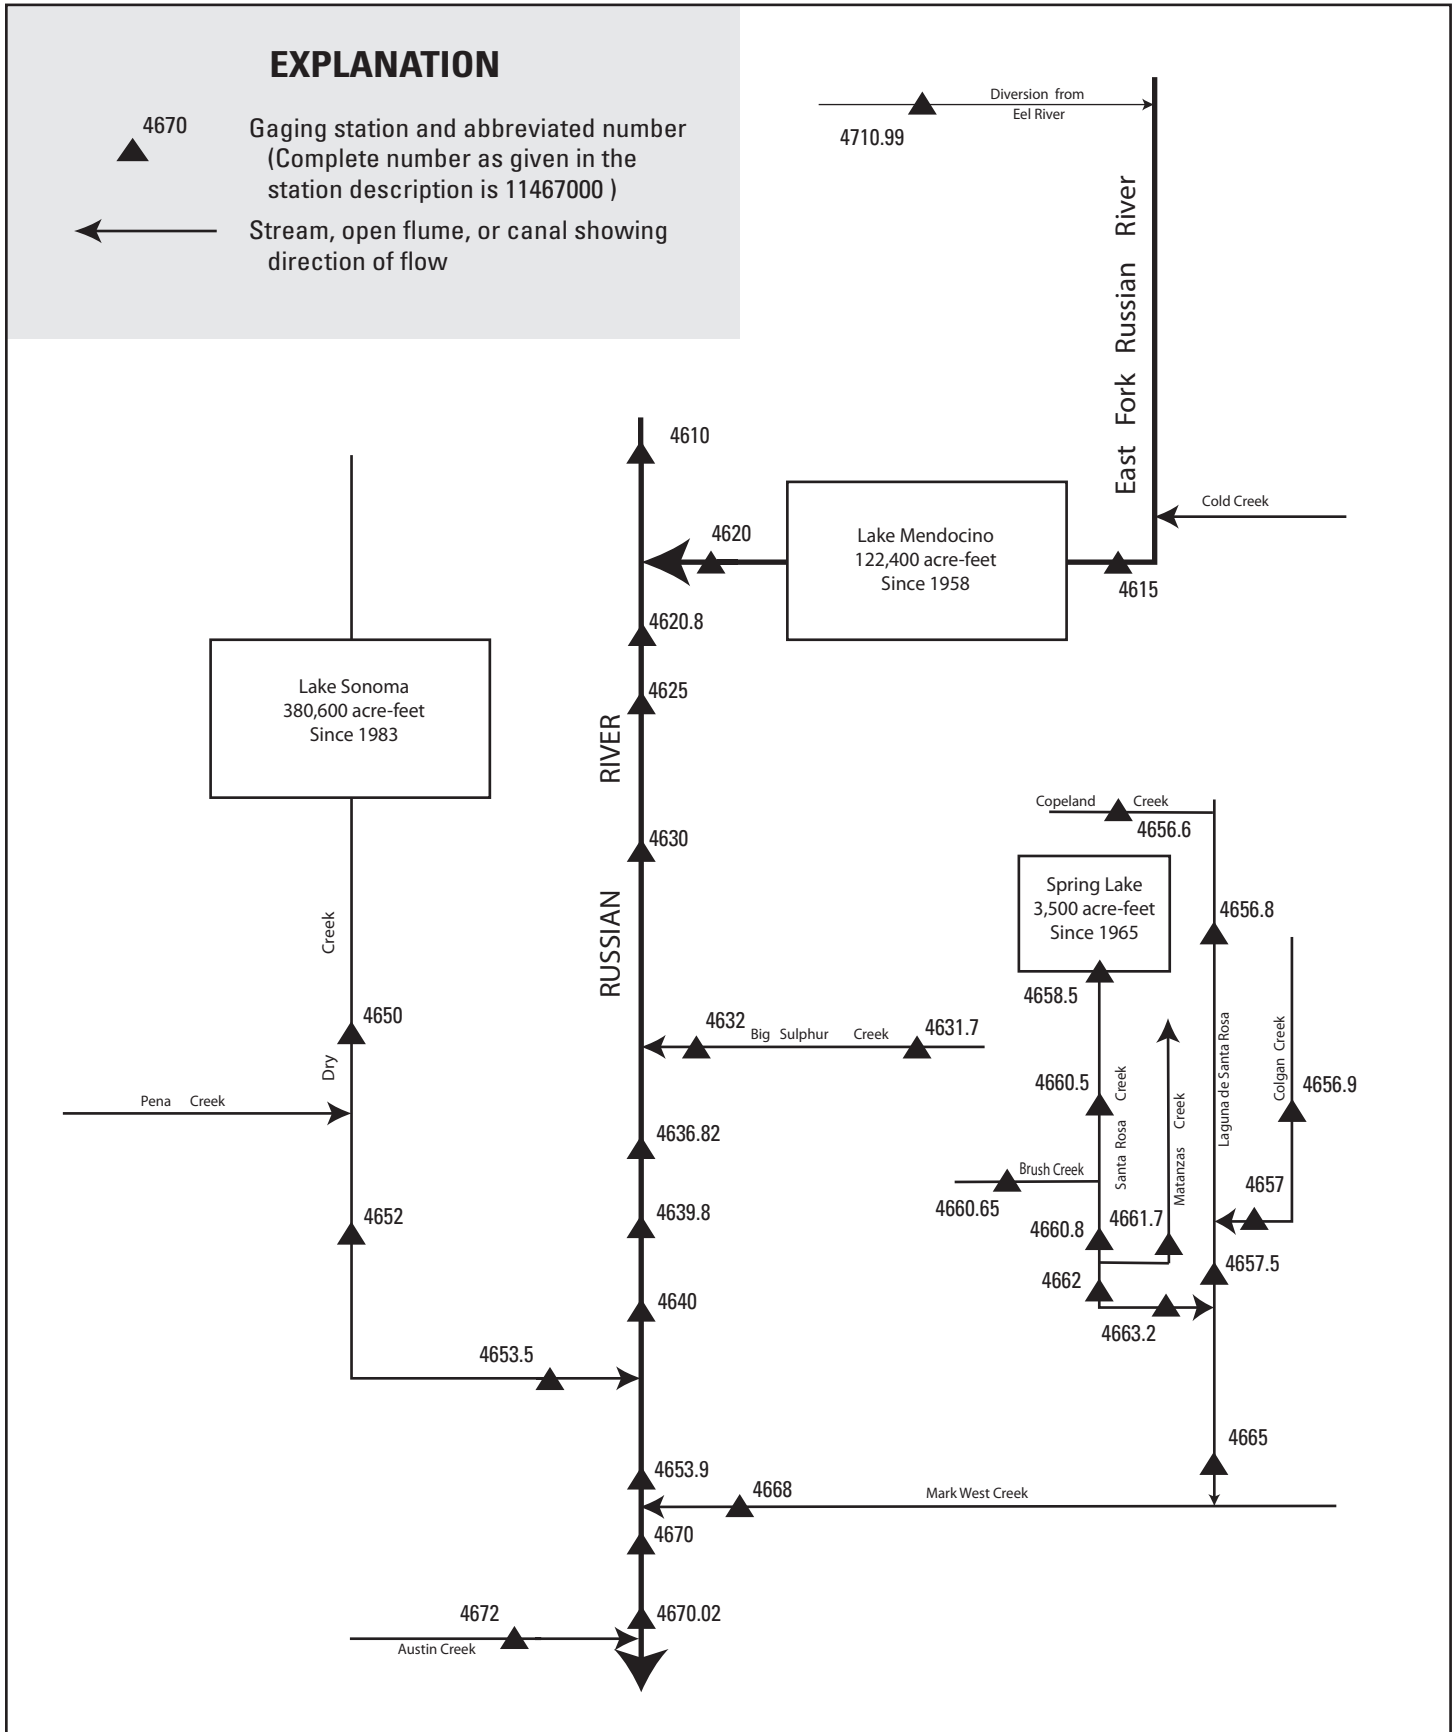 EXPLANATION
4670
Gaging station and abbreviated number
(Complete number as given in the
station description is 11467000 )
Stream, open flume, or canal showing
direction of flow
Diversion from
Eel River
4710.99
East Fork Russian River
4610
Cold Creek
4620
Lake Mendocino
122,400 acre-feet
Since 1958
4615
4620.8
Lake Sonoma
380,600 acre-feet
Since 1983
4625
RUSSIAN RIVER
4630
Copeland Creek
4656.6
Spring Lake
3,500 acre-feet
Since 1965
4656.8
4658.5
Dry Creek
4650
4632
Big Sulphur Creek
4631.7
Laguna de Santa Rosa
Colgan Creek
4656.9
4660.5
Santa Rosa Creek
Matanzas Creek
Pena Creek
4636.82
Brush Creek
4660.65
4657
4652
4639.8
4660.8
4661.7
4657.5
4662
4640
4663.2
4653.5
4665
4653.9
4668
Mark West Creek
4670
4672
4670.02
Austin Creek